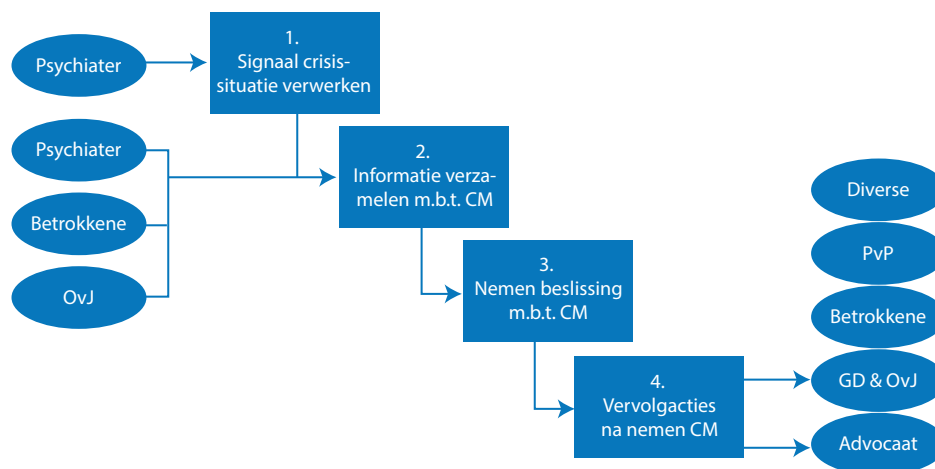 Psychiater
1.
Signaal crisis-
situatie verwerken
Psychiater
Betrokkene
OvJ
2.
Informatie verza-
melen m.b.t. CM
3.
Nemen beslissing
m.b.t. CM
4.
Vervolgacties
na nemen CM
Diverse
PvP
Betrokkene
GD & OvJ
Advocaat